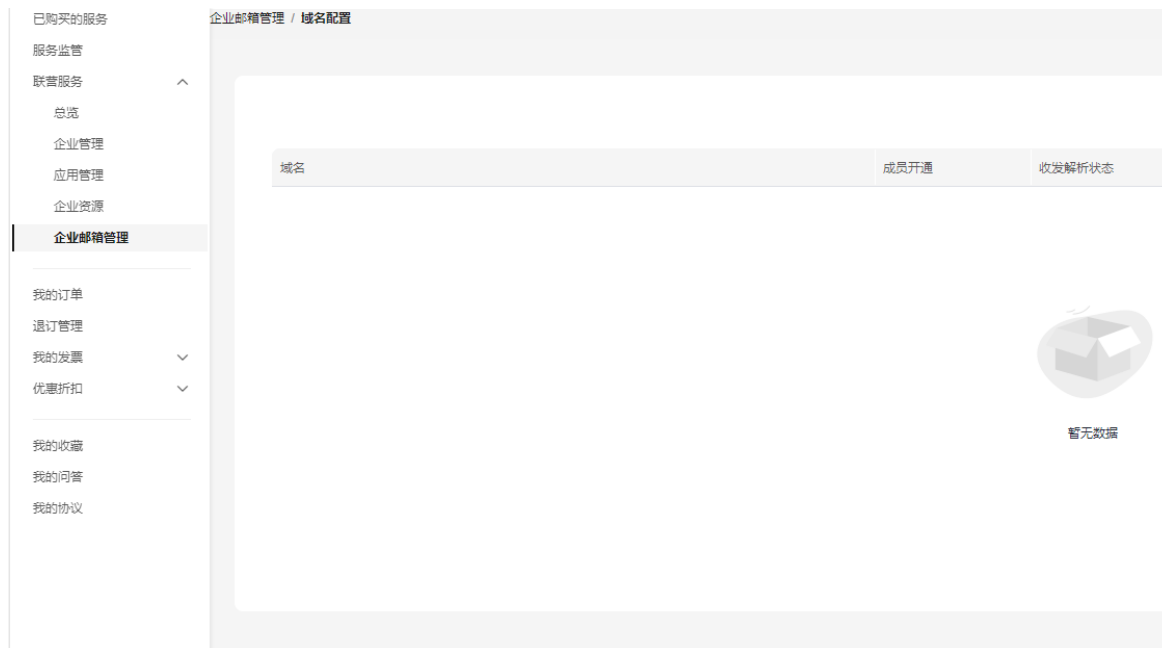 已购买的服务
企业邮箱管理 / 域名配置
服务监管
联营服务
总览
企业管理
应用管理
企业资源
企业邮箱管理
我的订单
退订管理
我的发票
优惠折扣
我的收藏
我的问答
我的协议
域名 成员开通 收发解析状态
暂无数据